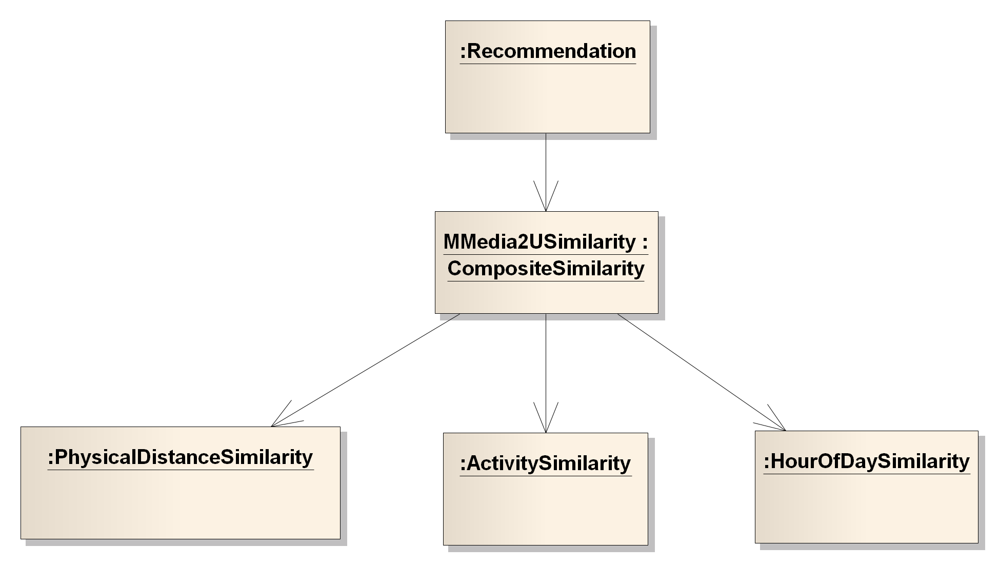 :Recommendation
MMedia2USimilarity :
CompositeSimilarity
:PhysicalDistanceSimilarity
:ActivitySimilarity
:HourOfDaySimilarity